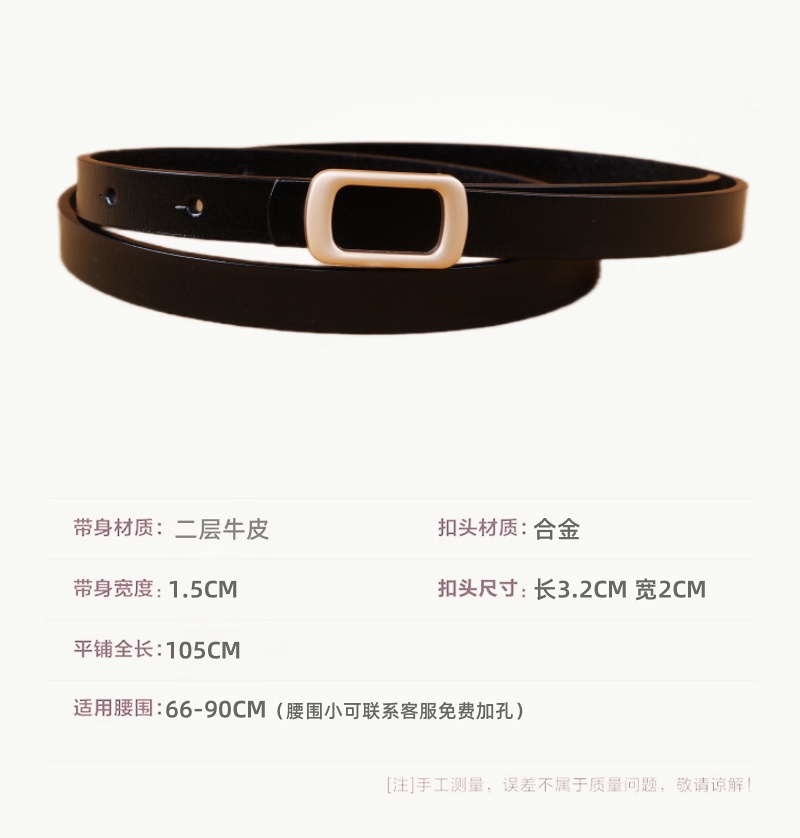 带身材质：二层牛皮 扣头材质：合金
带身宽度：1.5CM 扣头尺寸：长3.2CM 宽2CM
平铺全长：105CM
适用腰围：66-90CM（腰围小可联系客服免费加孔）
[注]手工测量，误差不属于质量问题，敬请谅解！